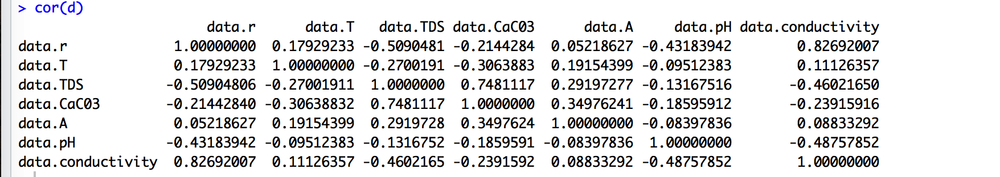 > cor(d)
data.r data.T data.TDS data.CaC03 data.A data.pH data.conductivity
data.r 1.00000000 0.17929233 -0.5090481 -0.2144284 0.05218627 -0.43183942 0.82692007
data.T 0.17929233 1.00000000 -0.2700191 -0.3063883 0.19154399 -0.09512383 0.11126357
data.TDS -0.50904806 -0.27001911 1.0000000 0.7481117 0.29197277 -0.13167516 -0.46021650
data.CaC03 -0.21442840 -0.30638832 0.7481117 1.0000000 0.34976241 -0.18595912 -0.23915916
data.A 0.05218627 0.19154399 0.2919728 0.3497624 1.00000000 -0.08397836 0.08833292
data.pH -0.43183942 -0.09512383 -0.1316752 -0.1859591 -0.08397836 1.00000000 -0.48757852
data.conductivity 0.82692007 0.11126357 -0.4602165 -0.2391592 0.08833292 -0.48757852 1.00000000